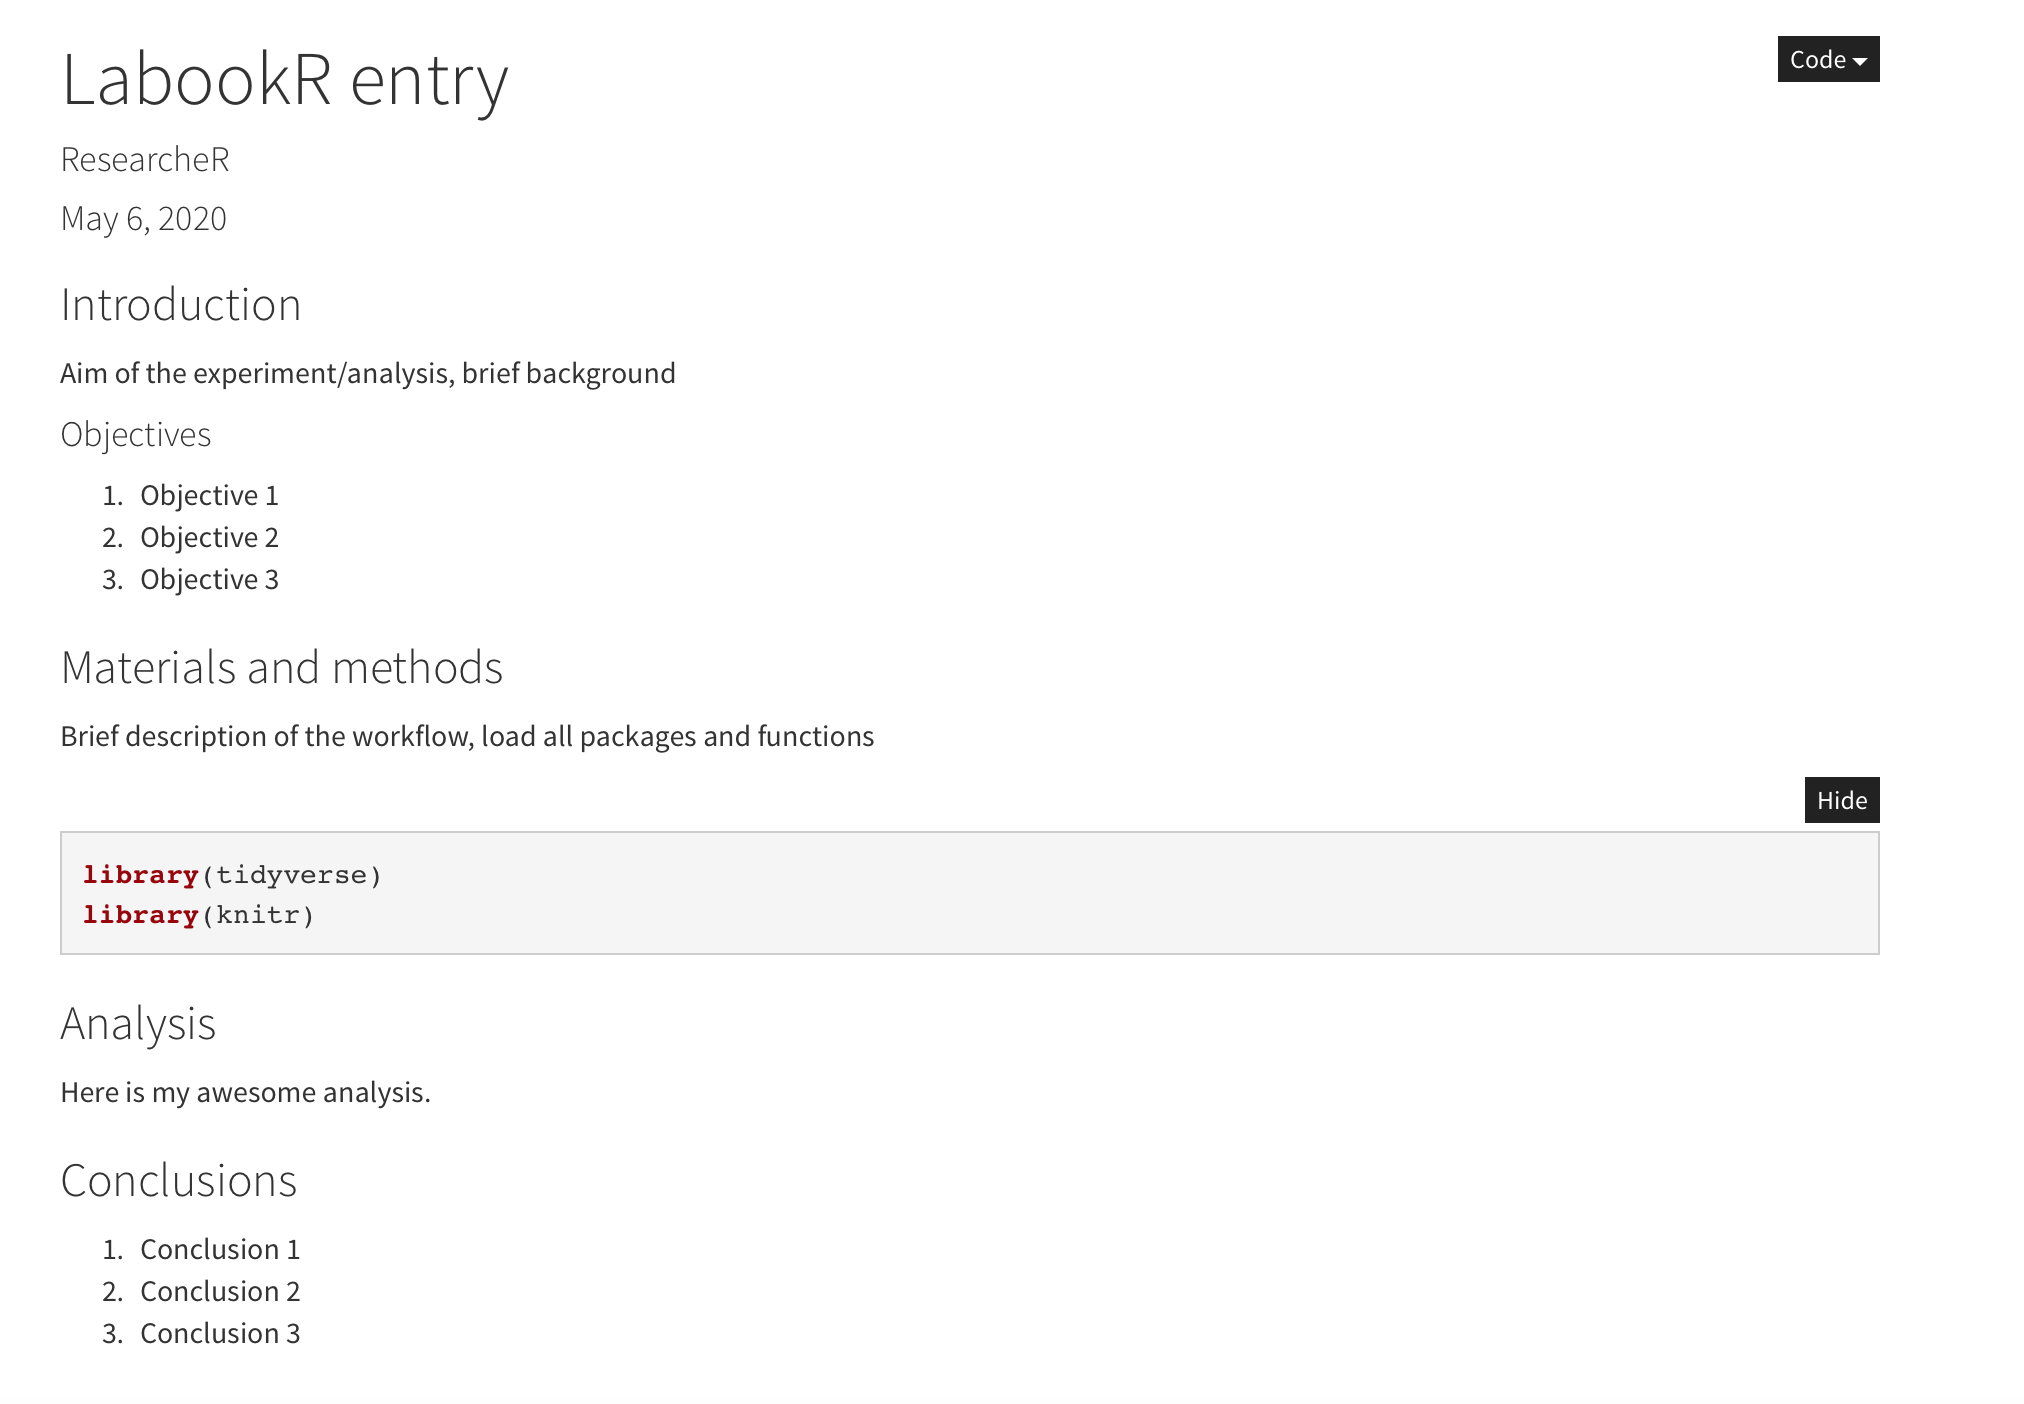 LabookR entry
Code
ResearcheR
May 6, 2020
Introduction
Aim of the experiment/analysis, brief background
Objectives
1. Objective 1
2. Objective 2
3. Objective 3
Materials and methods
Brief description of the workflow, load all packages and functions
Hide
library(tidyverse)
library(knitr)
Analysis
Here is my awesome analysis.
Conclusions
1. Conclusion 1
2. Conclusion 2
3. Conclusion 3